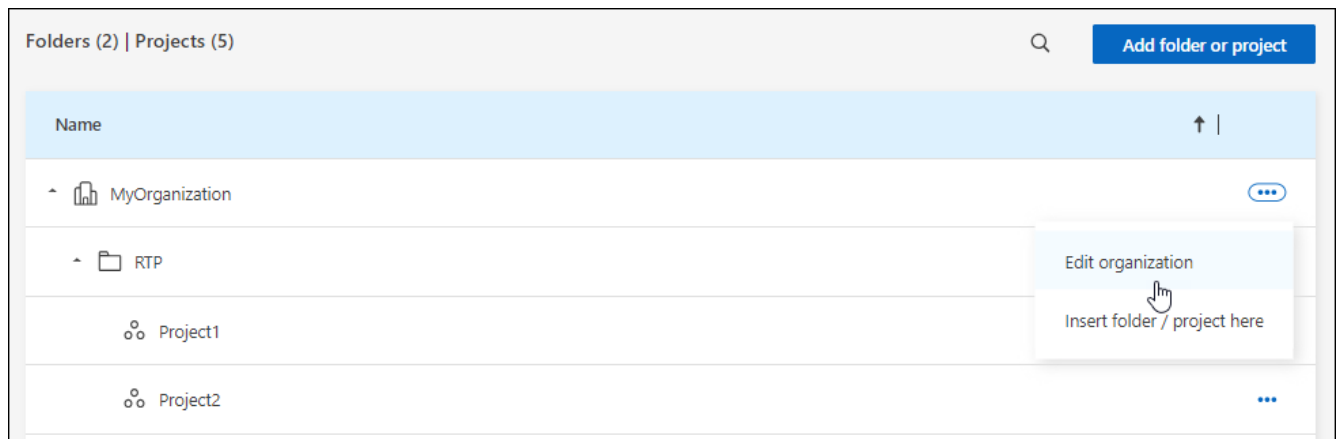 Folders (2) | Projects (5)
Add folder or project
Name
MyOrganization
RTP
Edit organization
Project1
Insert folder / project here
Project2